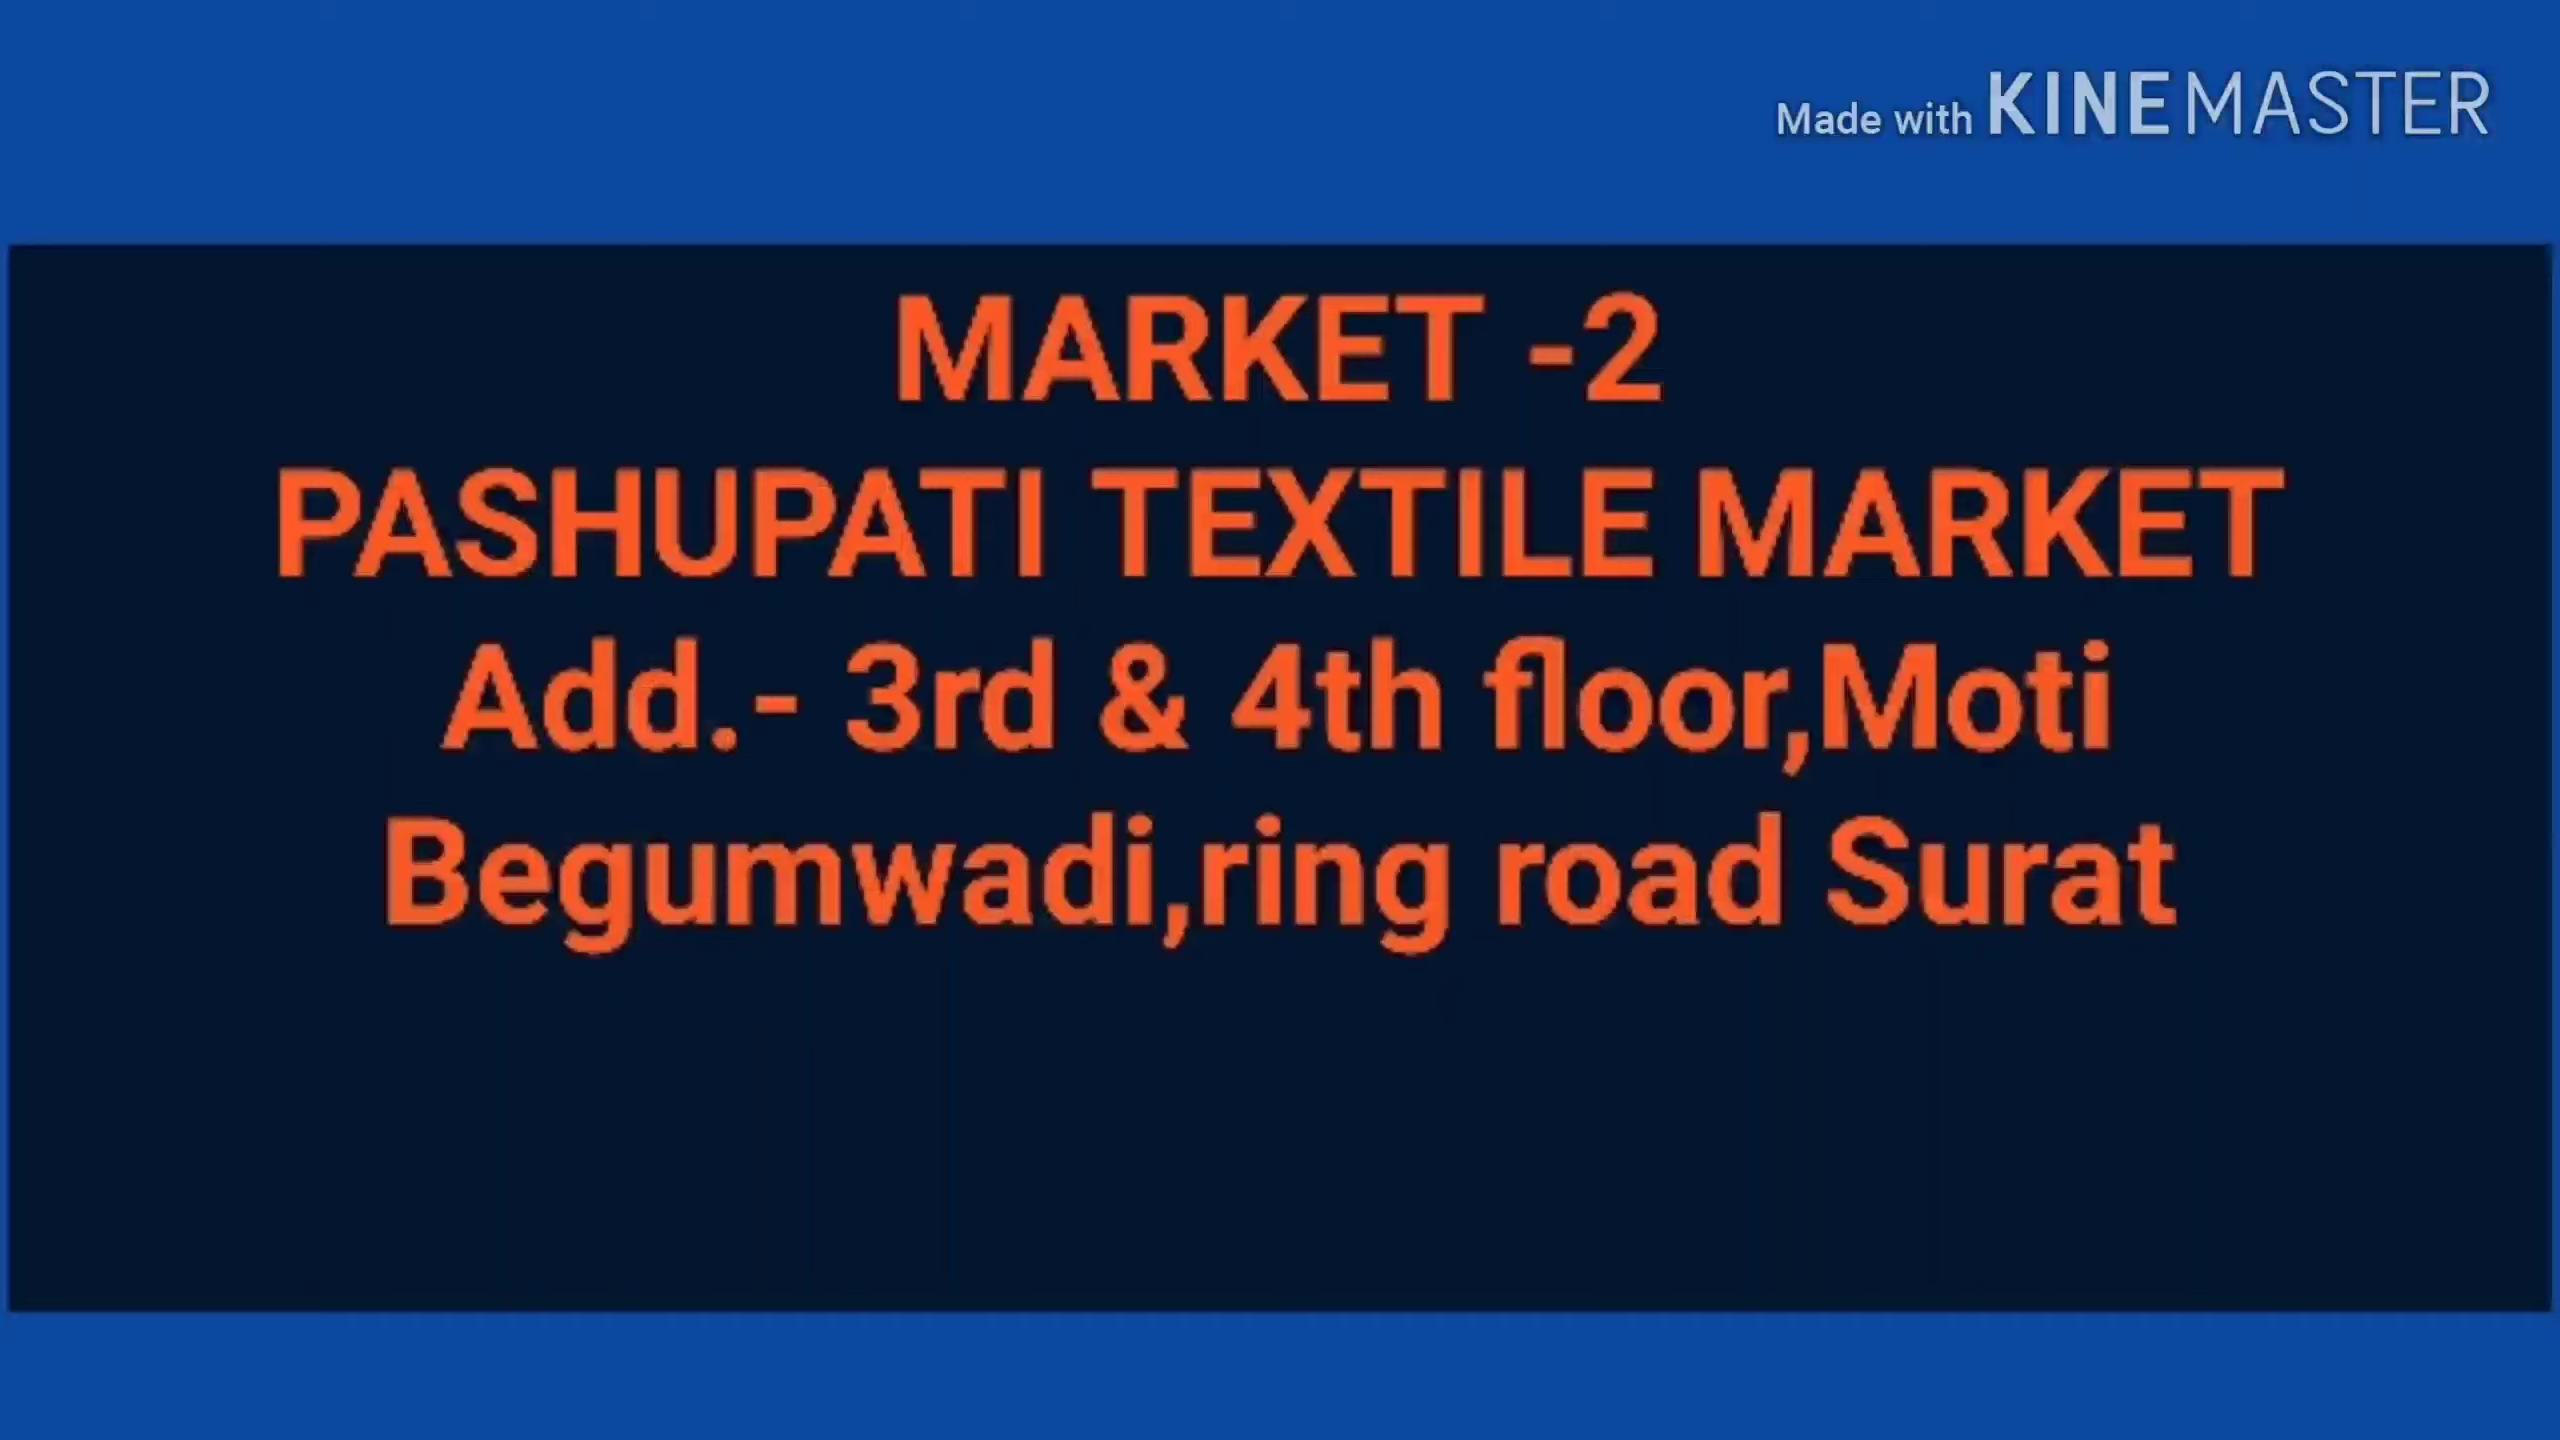 Made with KINEMASTER
MARKET -2
PASHUPATI TEXTILE MARKET
Add.- 3rd & 4th floor,Moti
Begumwadi,ring road Surat